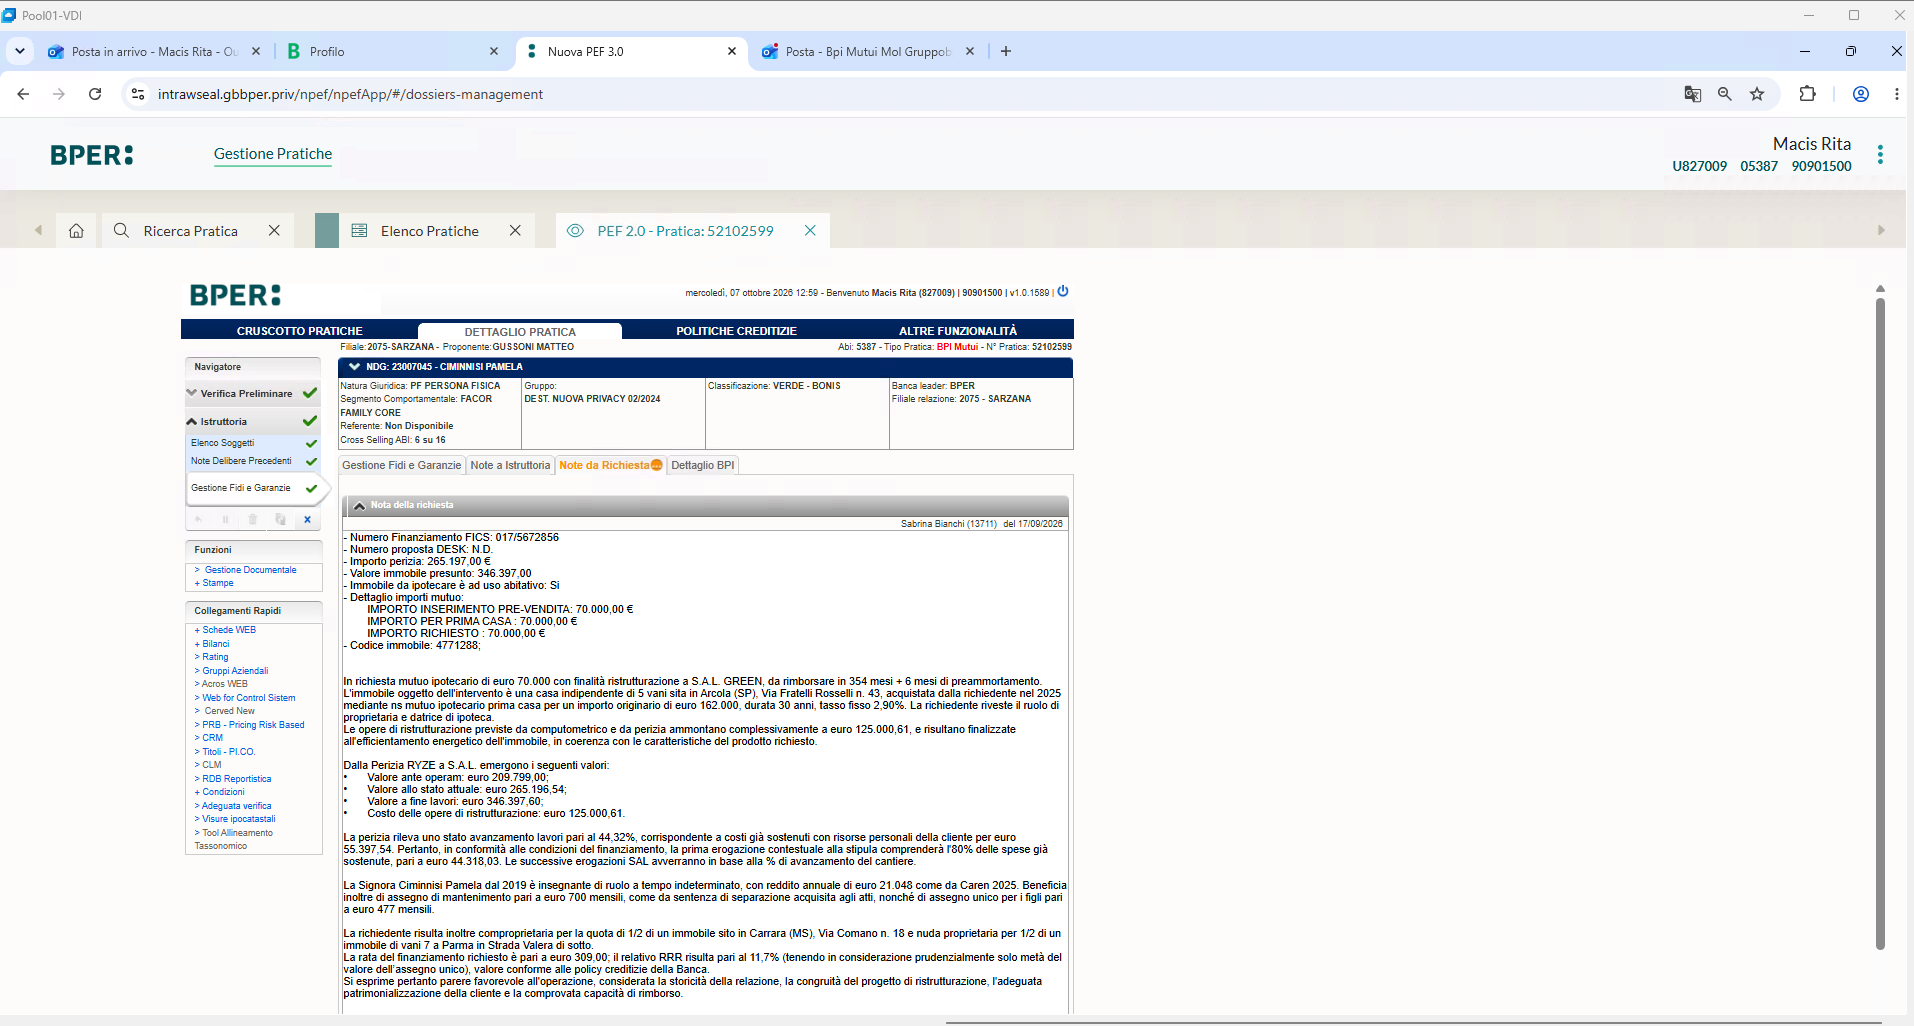 Pool01-VDI
Posta in arrivo - Macis Rita - Ou
Profilo
Nuova PEF 3.0
Posta - Bpi Mutui Mol Gruppob
intrawseal.gbbper.priv/npef/npefApp/#/dossiers-management
BPER:
Gestione Pratiche
Macis Rita
U827009 05387 90901500
Ricerca Pratica
Elenco Pratiche
PEF 2.0 - Pratica: 52102599
BPER:
mercoledì, 07 ottobre 2026 12:59 - Benvenuto Macis Rita (827009) | 90901500 | v1.0.1589 |
CRUSCOTTO PRATICHE
DETTAGLIO PRATICA
POLITICHE CREDITIZIE
ALTRE FUNZIONALITÀ
Filiale: 2075-SARZANA - Proponente: GUSSONI MATTEO
Abi: 5387 - Tipo Pratica: BPI Mutui - N° Pratica: 52102599
Navigatore
Verifica Preliminare
Istruttoria
Elenco Soggetti
Note Delibere Precedenti
Gestione Fidi e Garanzie
Funzioni
> Gestione Documentale
+ Stampe
Collegamenti Rapidi
+ Schede WEB
+ Bilanci
> Rating
> Gruppi Aziendali
> Acros WEB
> Web for Control Sistem
> Cerved New
> PRB - Pricing Risk Based
> CRM
> Titoli - PI.CO.
> CLM
> RDB Reportistica
+ Condizioni
> Adeguata verifica
> Visure ipocatastali
> Tool Allineamento
Tassonomico
NDG: 23007045 - CIMINNISI PAMELA
Natura Giuridica: PF PERSONA FISICA
Segmento Comportamentale: FACOR
FAMILY CORE
Referente: Non Disponibile
Cross Selling ABI: 6 su 16
Gruppo:
DEST. NUOVA PRIVACY 02/2024
Classificazione: VERDE - BONIS
Banca leader: BPER
Filiale relazione: 2075 - SARZANA
Gestione Fidi e Garanzie
Note a Istruttoria
Note da Richiesta
Dettaglio BPI
Nota della richiesta
Sabrina Bianchi (13711) del 17/09/2026
- Numero Finanziamento FICS: 017/5672856
- Numero proposta DESK: N.D.
- Importo perizia: 265.197,00 €
- Valore immobile presunto: 346.397,00
- Immobile da ipotecare è ad uso abitativo: Si
- Dettaglio importi mutuo:
IMPORTO INSERIMENTO PRE-VENDITA: 70.000,00 €
IMPORTO PER PRIMA CASA : 70.000,00 €
IMPORTO RICHIESTO : 70.000,00 €
- Codice immobile: 4771288;
In richiesta mutuo ipotecario di euro 70.000 con finalità ristrutturazione a S.A.L. GREEN, da rimborsare in 354 mesi + 6 mesi di preammortamento.
L'immobile oggetto dell'intervento è una casa indipendente di 5 vani sita in Arcola (SP), Via Fratelli Rosselli n. 43, acquistata dalla richiedente nel 2025
mediante ns mutuo ipotecario prima casa per un importo originario di euro 162.000, durata 30 anni, tasso fisso 2,90%. La richiedente riveste il ruolo di
proprietaria e datrice di ipoteca.
Le opere di ristrutturazione previste da computometrico e da perizia ammontano complessivamente a euro 125.000,61, e risultano finalizzate
all'efficientamento energetico dell'immobile, in coerenza con le caratteristiche del prodotto richiesto.
Dalla Perizia RYZE a S.A.L. emergono i seguenti valori:
• Valore ante operam: euro 209.799,00;
• Valore allo stato attuale: euro 265.196,54;
• Valore a fine lavori: euro 346.397,60;
• Costo delle opere di ristrutturazione: euro 125.000,61.
La perizia rileva uno stato avanzamento lavori pari al 44,32%, corrispondente a costi già sostenuti con risorse personali della cliente per euro
55.397,54. Pertanto, in conformità alle condizioni del finanziamento, la prima erogazione contestuale alla stipula comprenderà l'80% delle spese già
sostenute, pari a euro 44.318,03. Le successive erogazioni SAL avverranno in base alla % di avanzamento del cantiere.
La Signora Ciminnisi Pamela dal 2019 è insegnante di ruolo a tempo indeterminato, con reddito annuale di euro 21.048 come da Caren 2025. Beneficia
inoltre di assegno di mantenimento pari a euro 700 mensili, come da sentenza di separazione acquisita agli atti, nonché di assegno unico per i figli pari
a euro 477 mensili.
La richiedente risulta inoltre comproprietaria per la quota di 1/2 di un immobile sito in Carrara (MS), Via Comano n. 18 e nuda proprietaria per 1/2 di un
immobile di vani 7 a Parma in Strada Valera di sotto.
La rata del finanziamento richiesto è pari a euro 309,00; il relativo RRR risulta pari al 11,7% (tenendo in considerazione prudenzialmente solo metà del
valore dell'assegno unico), valore conforme alle policy creditizie della Banca.
Si esprime pertanto parere favorevole all'operazione, considerata la storicità della relazione, la congruità del progetto di ristrutturazione, l'adeguata
patrimonializzazione della cliente e la comprovata capacità di rimborso.